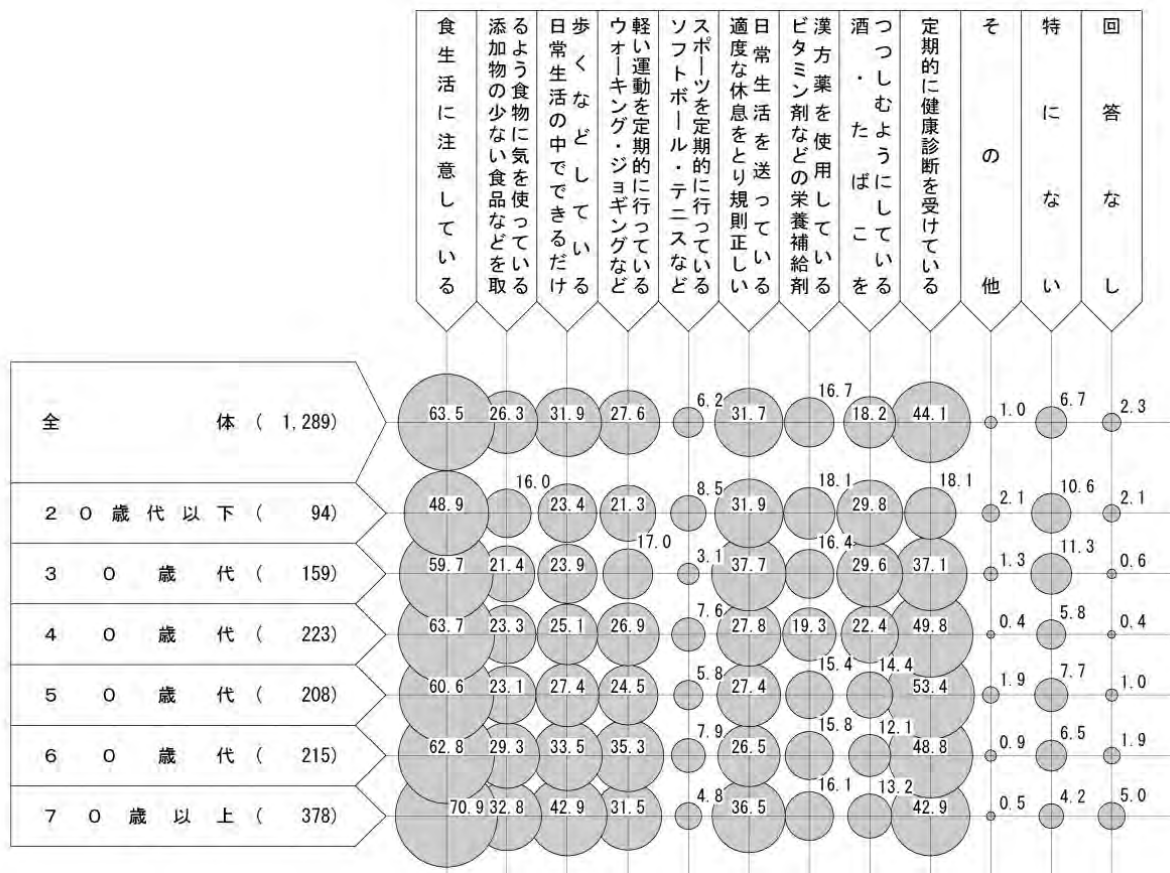 食生活に注意している
添加物の少ない食品などを取
るよう食物に気を使っている
日常生活の中でできるだけ
歩くなどしている
ウォーキング・ジョギングなど
軽い運動を定期的に行っている
ソフトボール・テニスなど
スポーツを定期的に行っている
適度な休息をとり規則正しい
日常生活を送っている
ビタミン剤などの栄養補給剤
漢方薬を使用している
酒・たばこを
つつしむようにしている
定期的に健康診断を受けている
その他
特にない
回答なし
全体 ( 1,289) 63.5 26.3 31.9 27.6 6.2 31.7 16.7 18.2 44.1 1.0 6.7 2.3
20歳代以下 ( 94) 48.9 16.0 23.4 21.3 8.5 31.9 18.1 29.8 18.1 2.1 10.6 2.1
30歳代 ( 159) 59.7 21.4 23.9 17.0 3.1 37.7 16.4 29.6 37.1 1.3 11.3 0.6
40歳代 ( 223) 63.7 23.3 25.1 26.9 7.6 27.8 19.3 22.4 49.8 0.4 5.8 0.4
50歳代 ( 208) 60.6 23.1 27.4 24.5 5.8 27.4 15.4 14.4 53.4 1.9 7.7 1.0
60歳代 ( 215) 62.8 29.3 33.5 35.3 7.9 26.5 15.8 12.1 48.8 0.9 6.5 1.9
70歳以上 ( 378) 70.9 32.8 42.9 31.5 4.8 36.5 16.1 13.2 42.9 0.5 4.2 5.0